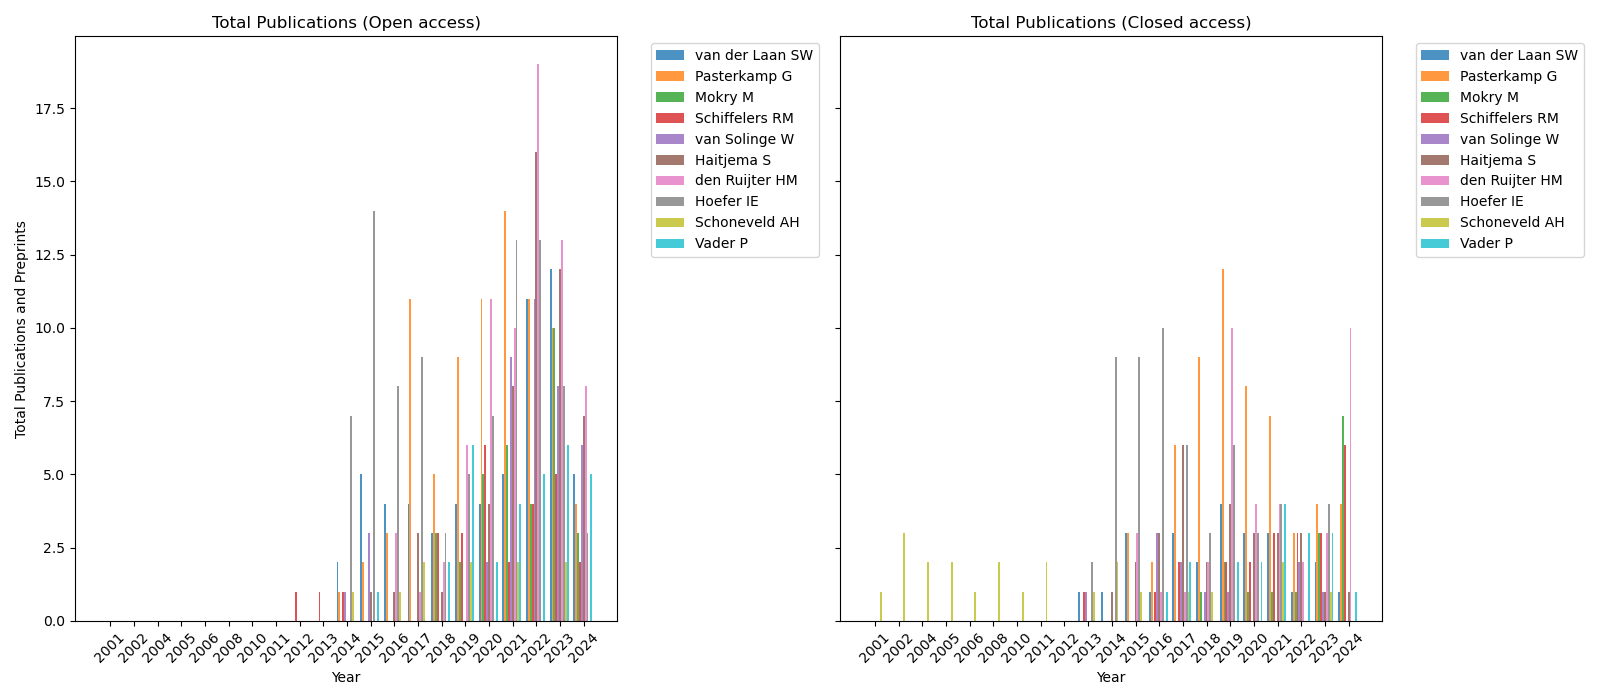 Total Publications (Open access)
Total Publications and Preprints
17.5
15.0
12.5
10.0
7.5
5.0
2.5
0.0
2001 2002 2004 2005 2006 2008 2010 2011 2012 2013 2014 2015 2016 2017 2018 2019 2020 2021 2022 2023 2024
Year
van der Laan SW
Pasterkamp G
Mokry M
Schiffelers RM
van Solinge W
Haitjema S
den Ruijter HM
Hoefer IE
Schoneveld AH
Vader P
Total Publications (Closed access)
2001 2002 2004 2005 2006 2008 2010 2011 2012 2013 2014 2015 2016 2017 2018 2019 2020 2021 2022 2023 2024
Year
van der Laan SW
Pasterkamp G
Mokry M
Schiffelers RM
van Solinge W
Haitjema S
den Ruijter HM
Hoefer IE
Schoneveld AH
Vader P